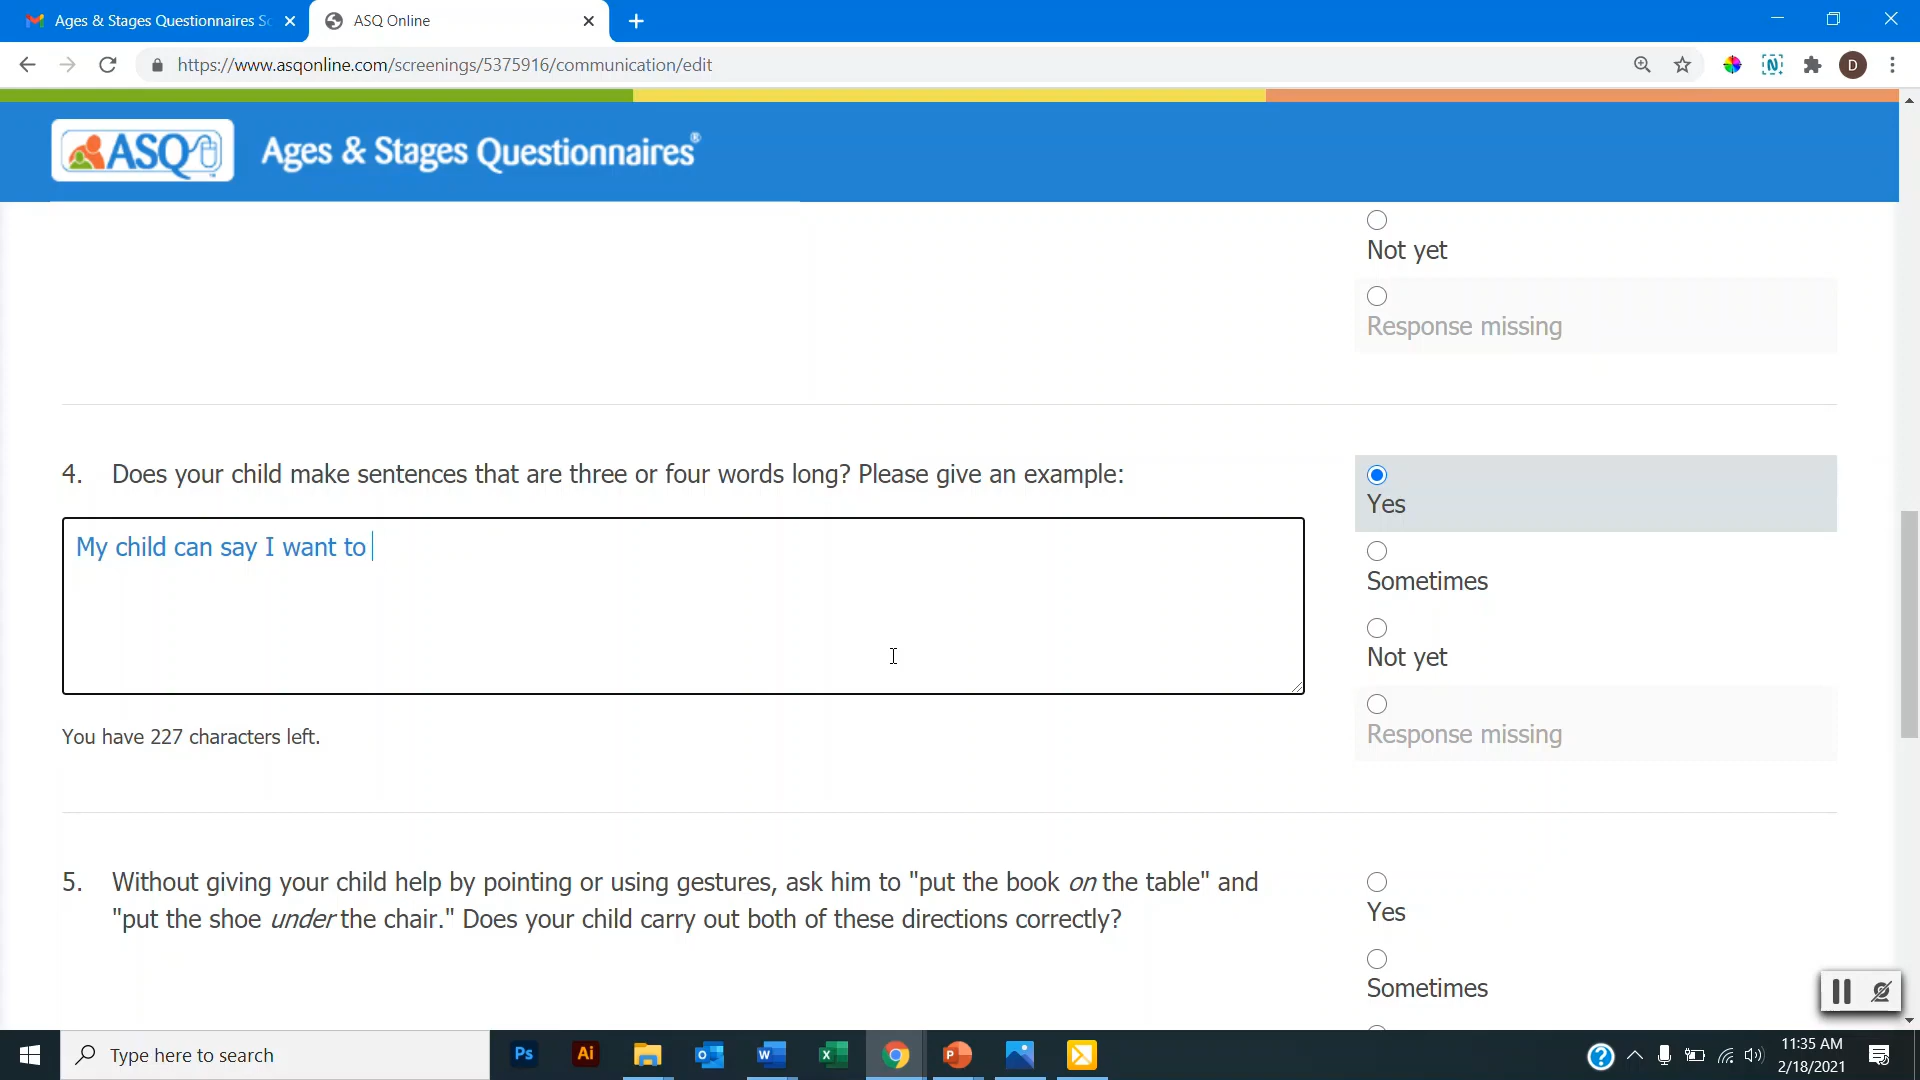 Ages & Stages Questionnaires Sc
ASQ Online
https://www.asqonline.com/screenings/5375916/communication/edit
D
ASQ
Ages & Stages Questionnaires®
Not yet
Response missing
4. Does your child make sentences that are three or four words long? Please give an example:
Yes
My child can say I want to
Sometimes
Not yet
Response missing
You have 227 characters left.
5. Without giving your child help by pointing or using gestures, ask him to "put the book on the table" and
"put the shoe under the chair." Does your child carry out both of these directions correctly?
Yes
Sometimes
Type here to search
Ps
Ai
11:35 AM
2/18/2021